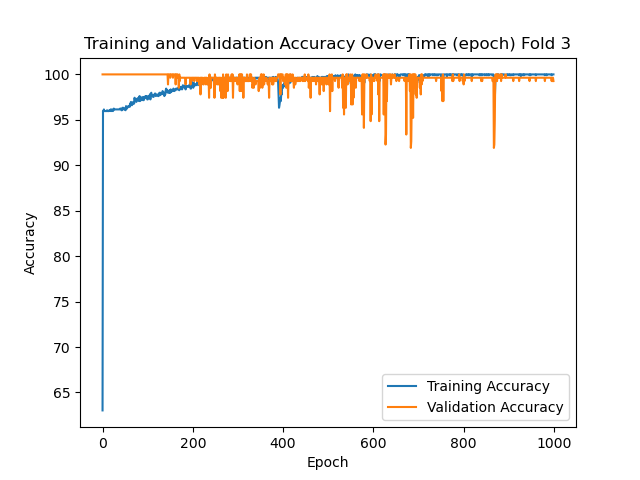 Training and Validation Accuracy Over Time (epoch) Fold 3
100
95
90
85
80
75
70
65
Accuracy
0
200
400
600
800
1000
Epoch
Training Accuracy
Validation Accuracy